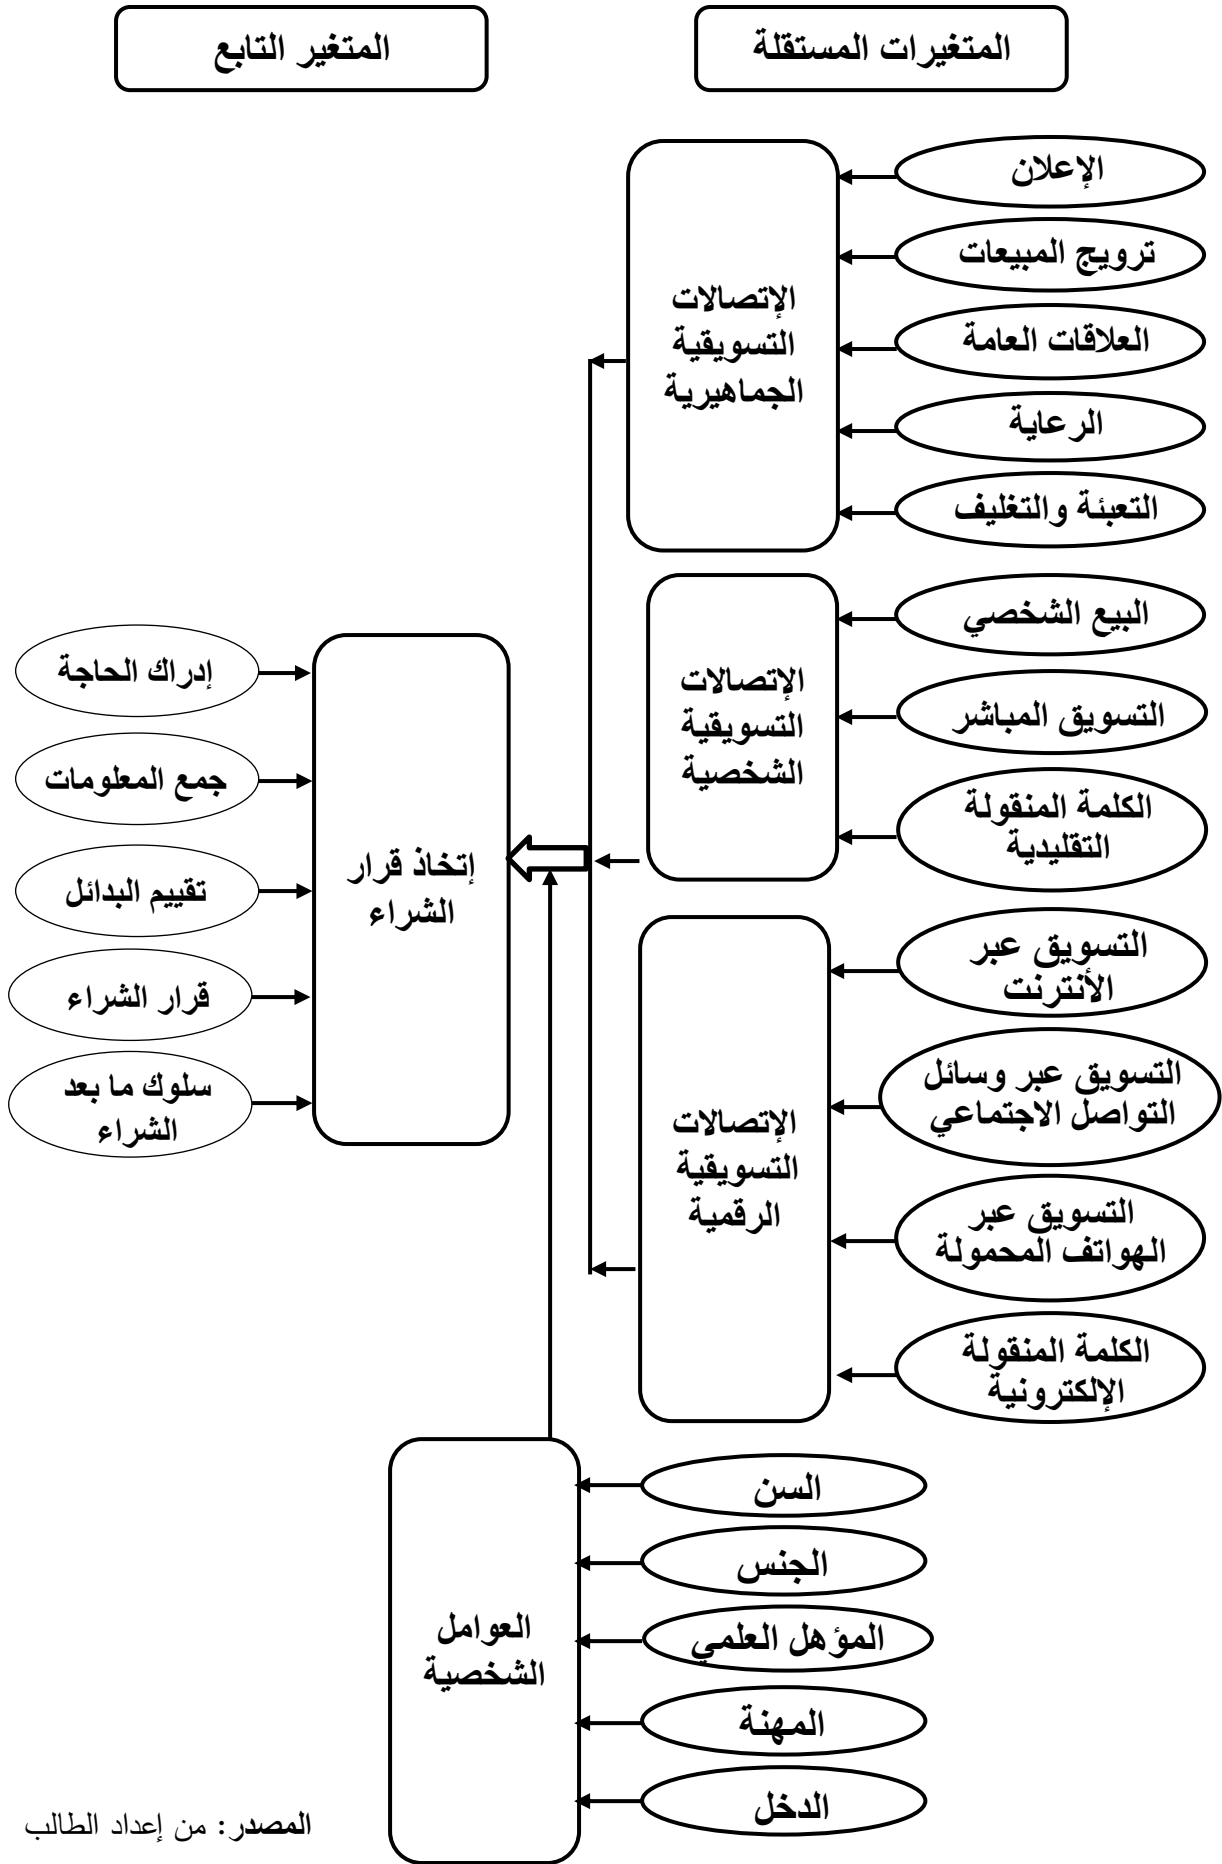 المتغيرات المستقلة
المتغير التابع
الإعلان
ترويج المبيعات
العلاقات العامة
الرعاية
التعبئة والتغليف
الإتصالات
التسويقية
الجماهيرية
البيع الشخصي
التسويق المباشر
الكلمة المنقولة
التقليدية
الإتصالات
التسويقية
الشخصية
التسويق عبر
الأنترنت
التسويق عبر وسائل
التواصل الاجتماعي
التسويق عبر
الهواتف المحمولة
الكلمة المنقولة
الإلكترونية
الإتصالات
التسويقية
الرقمية
إتخاذ قرار
الشراء
إدراك الحاجة
جمع المعلومات
تقييم البدائل
قرار الشراء
سلوك ما بعد
الشراء
السن
الجنس
المؤهل العلمي
المهنة
الدخل
العوامل
الشخصية
المصدر: من إعداد الطالب